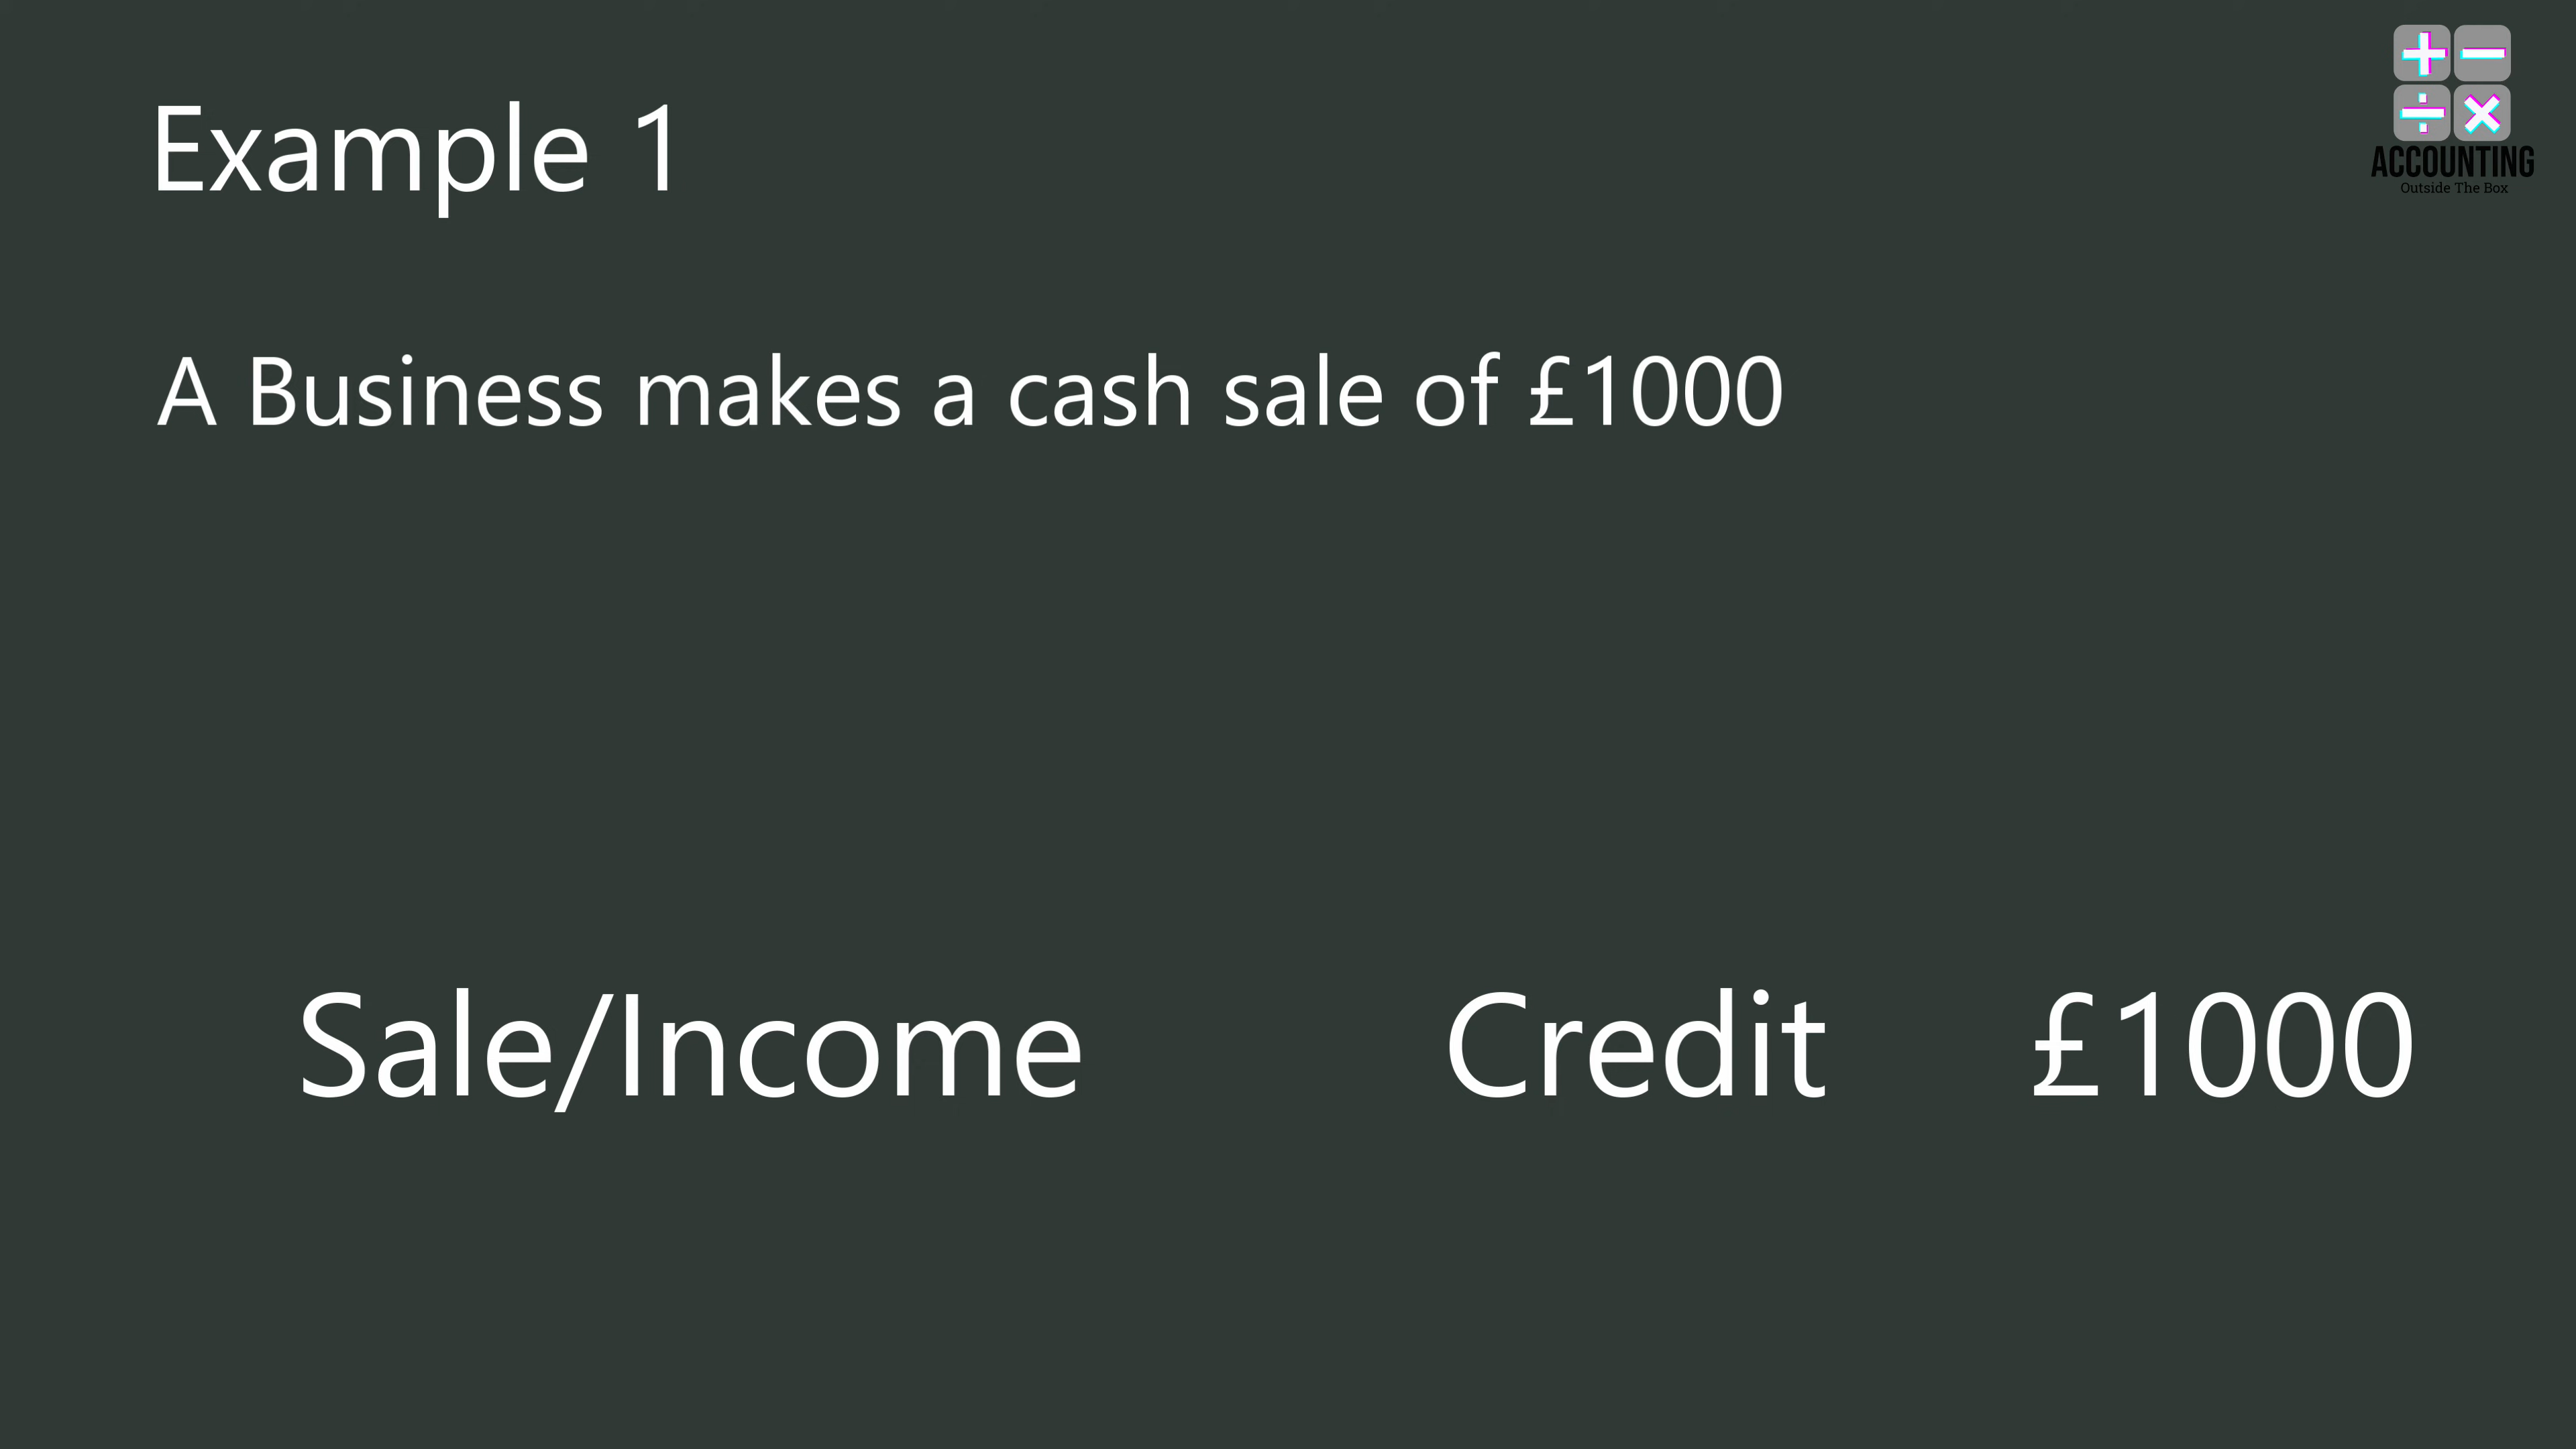 Example 1
ACCOUNTING
Outside The Box
A Business makes a cash sale of £1000
Sale/Income Credit £1000